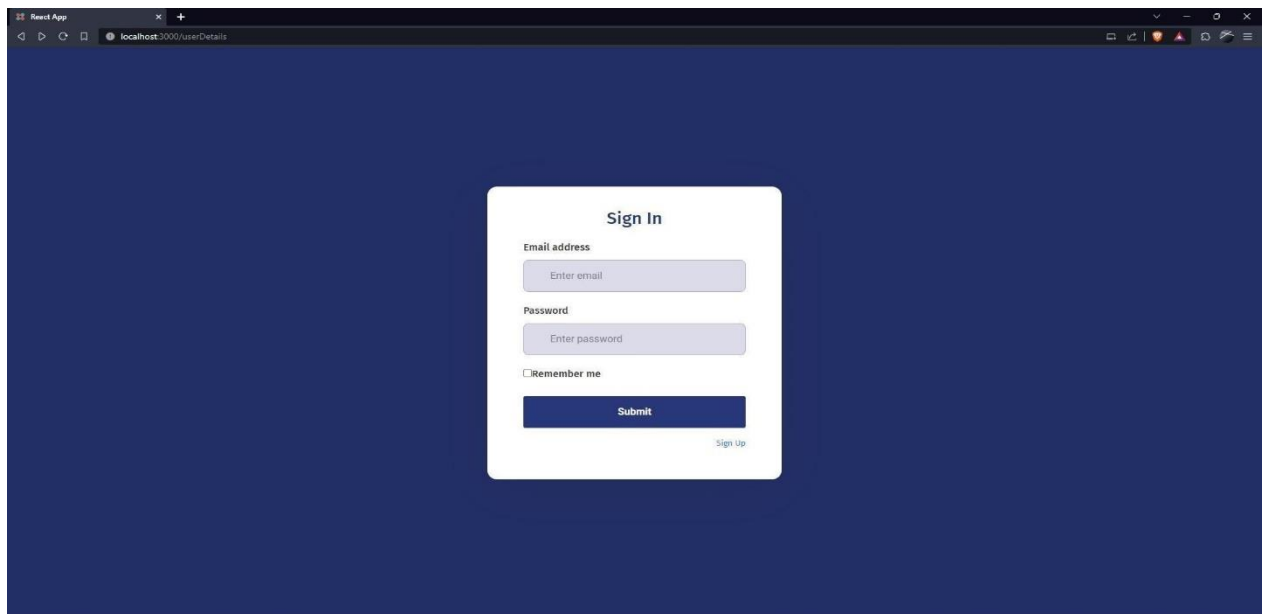 React App
localhost:3000/userDetails
Sign In
Email address
Enter email
Password
Enter password
Remember me
Submit
Sign Up